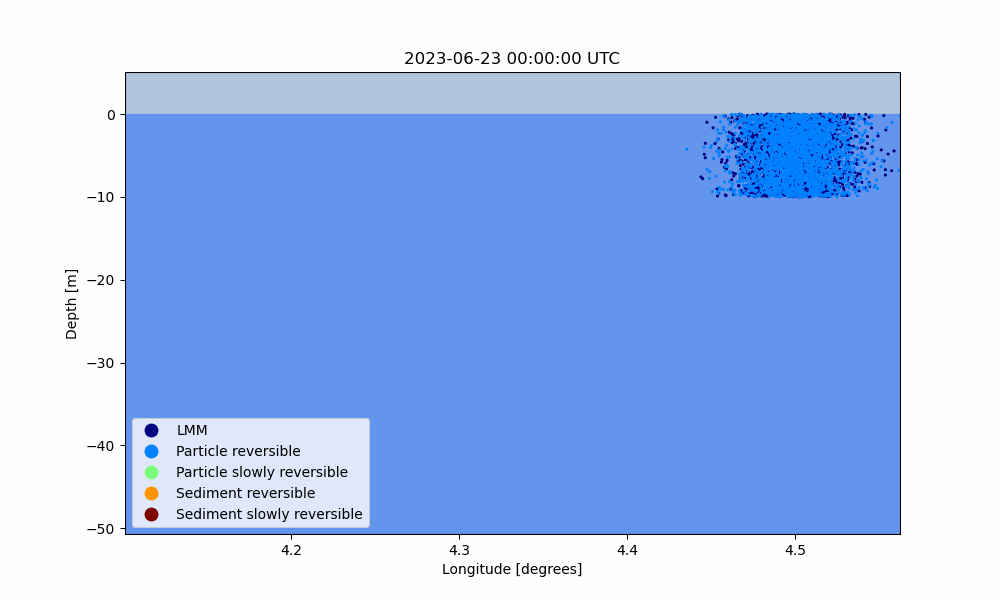 2023-06-23 00:00:00 UTC
0
−10
−20
−30
−40
−50
Depth [m]
LMM
Particle reversible
Particle slowly reversible
Sediment reversible
Sediment slowly reversible
4.2 4.3 4.4 4.5
Longitude [degrees]